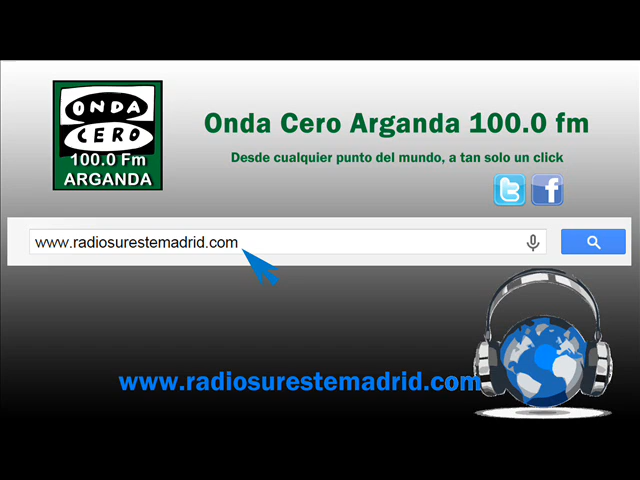 ONDA
CERO
100.0 Fm
ARGANDA
Onda Cero Arganda 100.0 fm
Desde cualquier punto del mundo, a tan solo un click
www.radiosurestemadrid.com
www.radiosurestemadrid.com